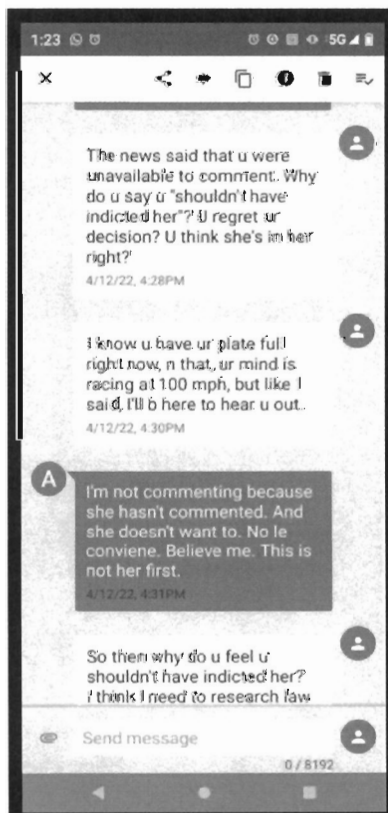 1:23
5G
The news said that u were
unavailable to comment. Why
do u say u "shouldn't have
indicted her"? U regret ur
decision? U think she's in her
right?
4/12/22, 4:28PM
I know u have ur plate full
right now, n that, ur mind is
racing at 100 mph, but like I
said, I'll b here to hear u out..
4/12/22, 4:30PM
A
I'm not commenting because
she hasn't commented. And
she doesn't want to. No le
conviene. Believe me. This is
not her first.
4/12/22, 4:31PM
So then why do u feel u
shouldn't have indicted her?
I think I need to research law
Send message
0 / 8192